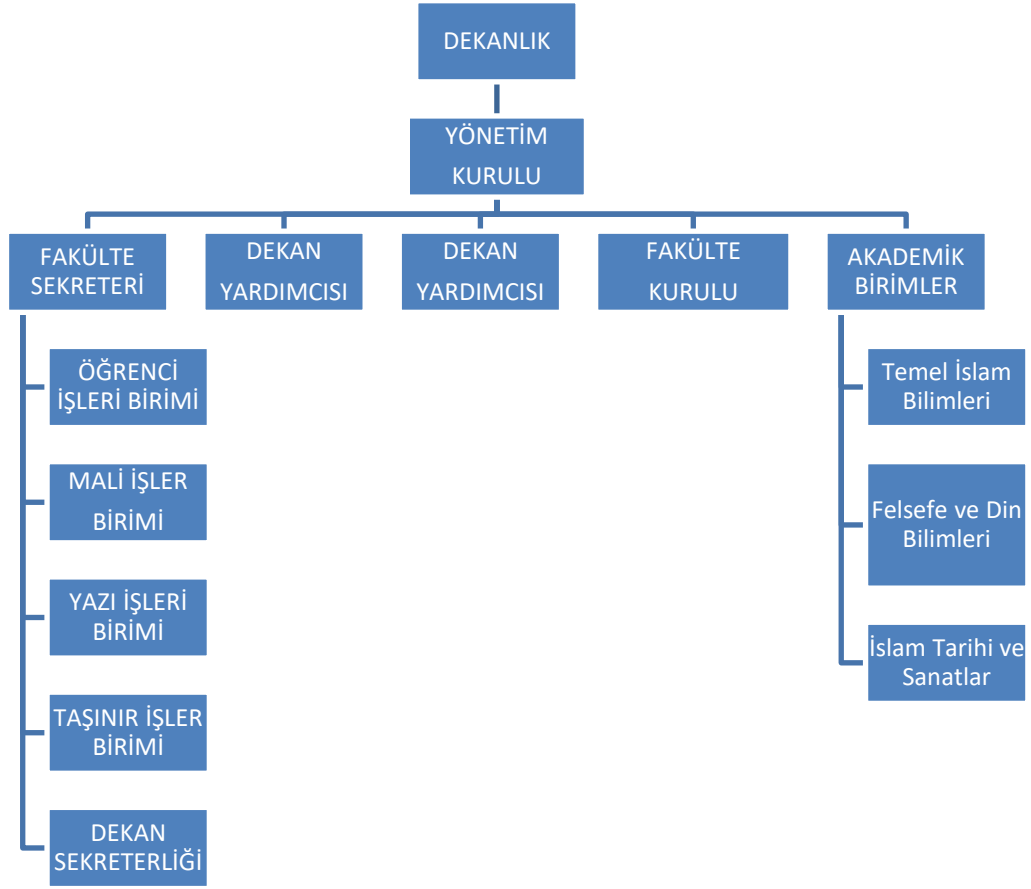 DEKANLIK
YÖNETİM
KURULU
FAKÜLTE
SEKRETERİ
DEKAN
YARDIMCISI
DEKAN
YARDIMCISI
FAKÜLTE
KURULU
AKADEMİK
BİRİMLER
ÖĞRENCİ
İŞLERİ BİRİMİ
MALİ İŞLER
BİRİMİ
YAZI İŞLERİ
BİRİMİ
TAŞINIR İŞLER
BİRİMİ
DEKAN
SEKRETERLİĞİ
Temel İslam
Bilimleri
Felsefe ve Din
Bilimleri
İslam Tarihi ve
Sanatlar